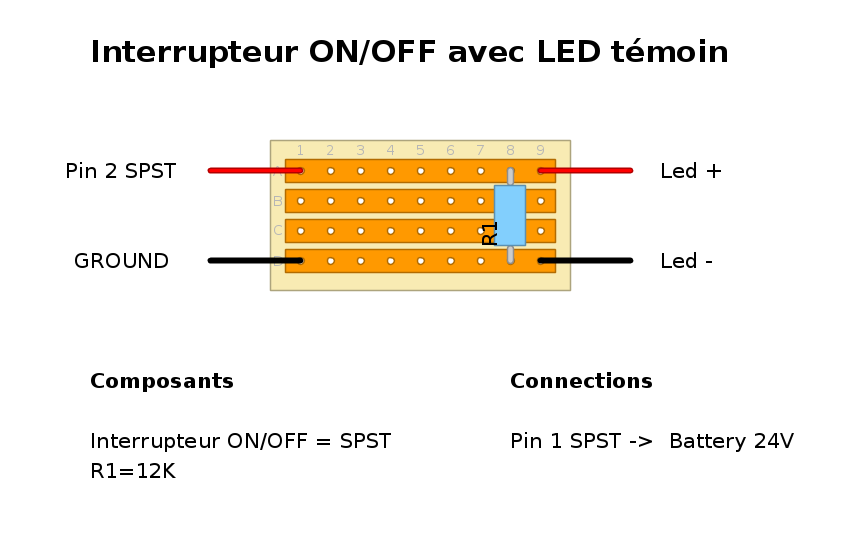 Interrupteur ON/OFF avec LED témoin
1 2 3 4 5 6 7 8 9
Pin 2 SPST
A
Led +
B
C
R1
GROUND
D
Led -
Composants
Connections
Interrupteur ON/OFF = SPST
Pin 1 SPST -> Battery 24V
R1=12K